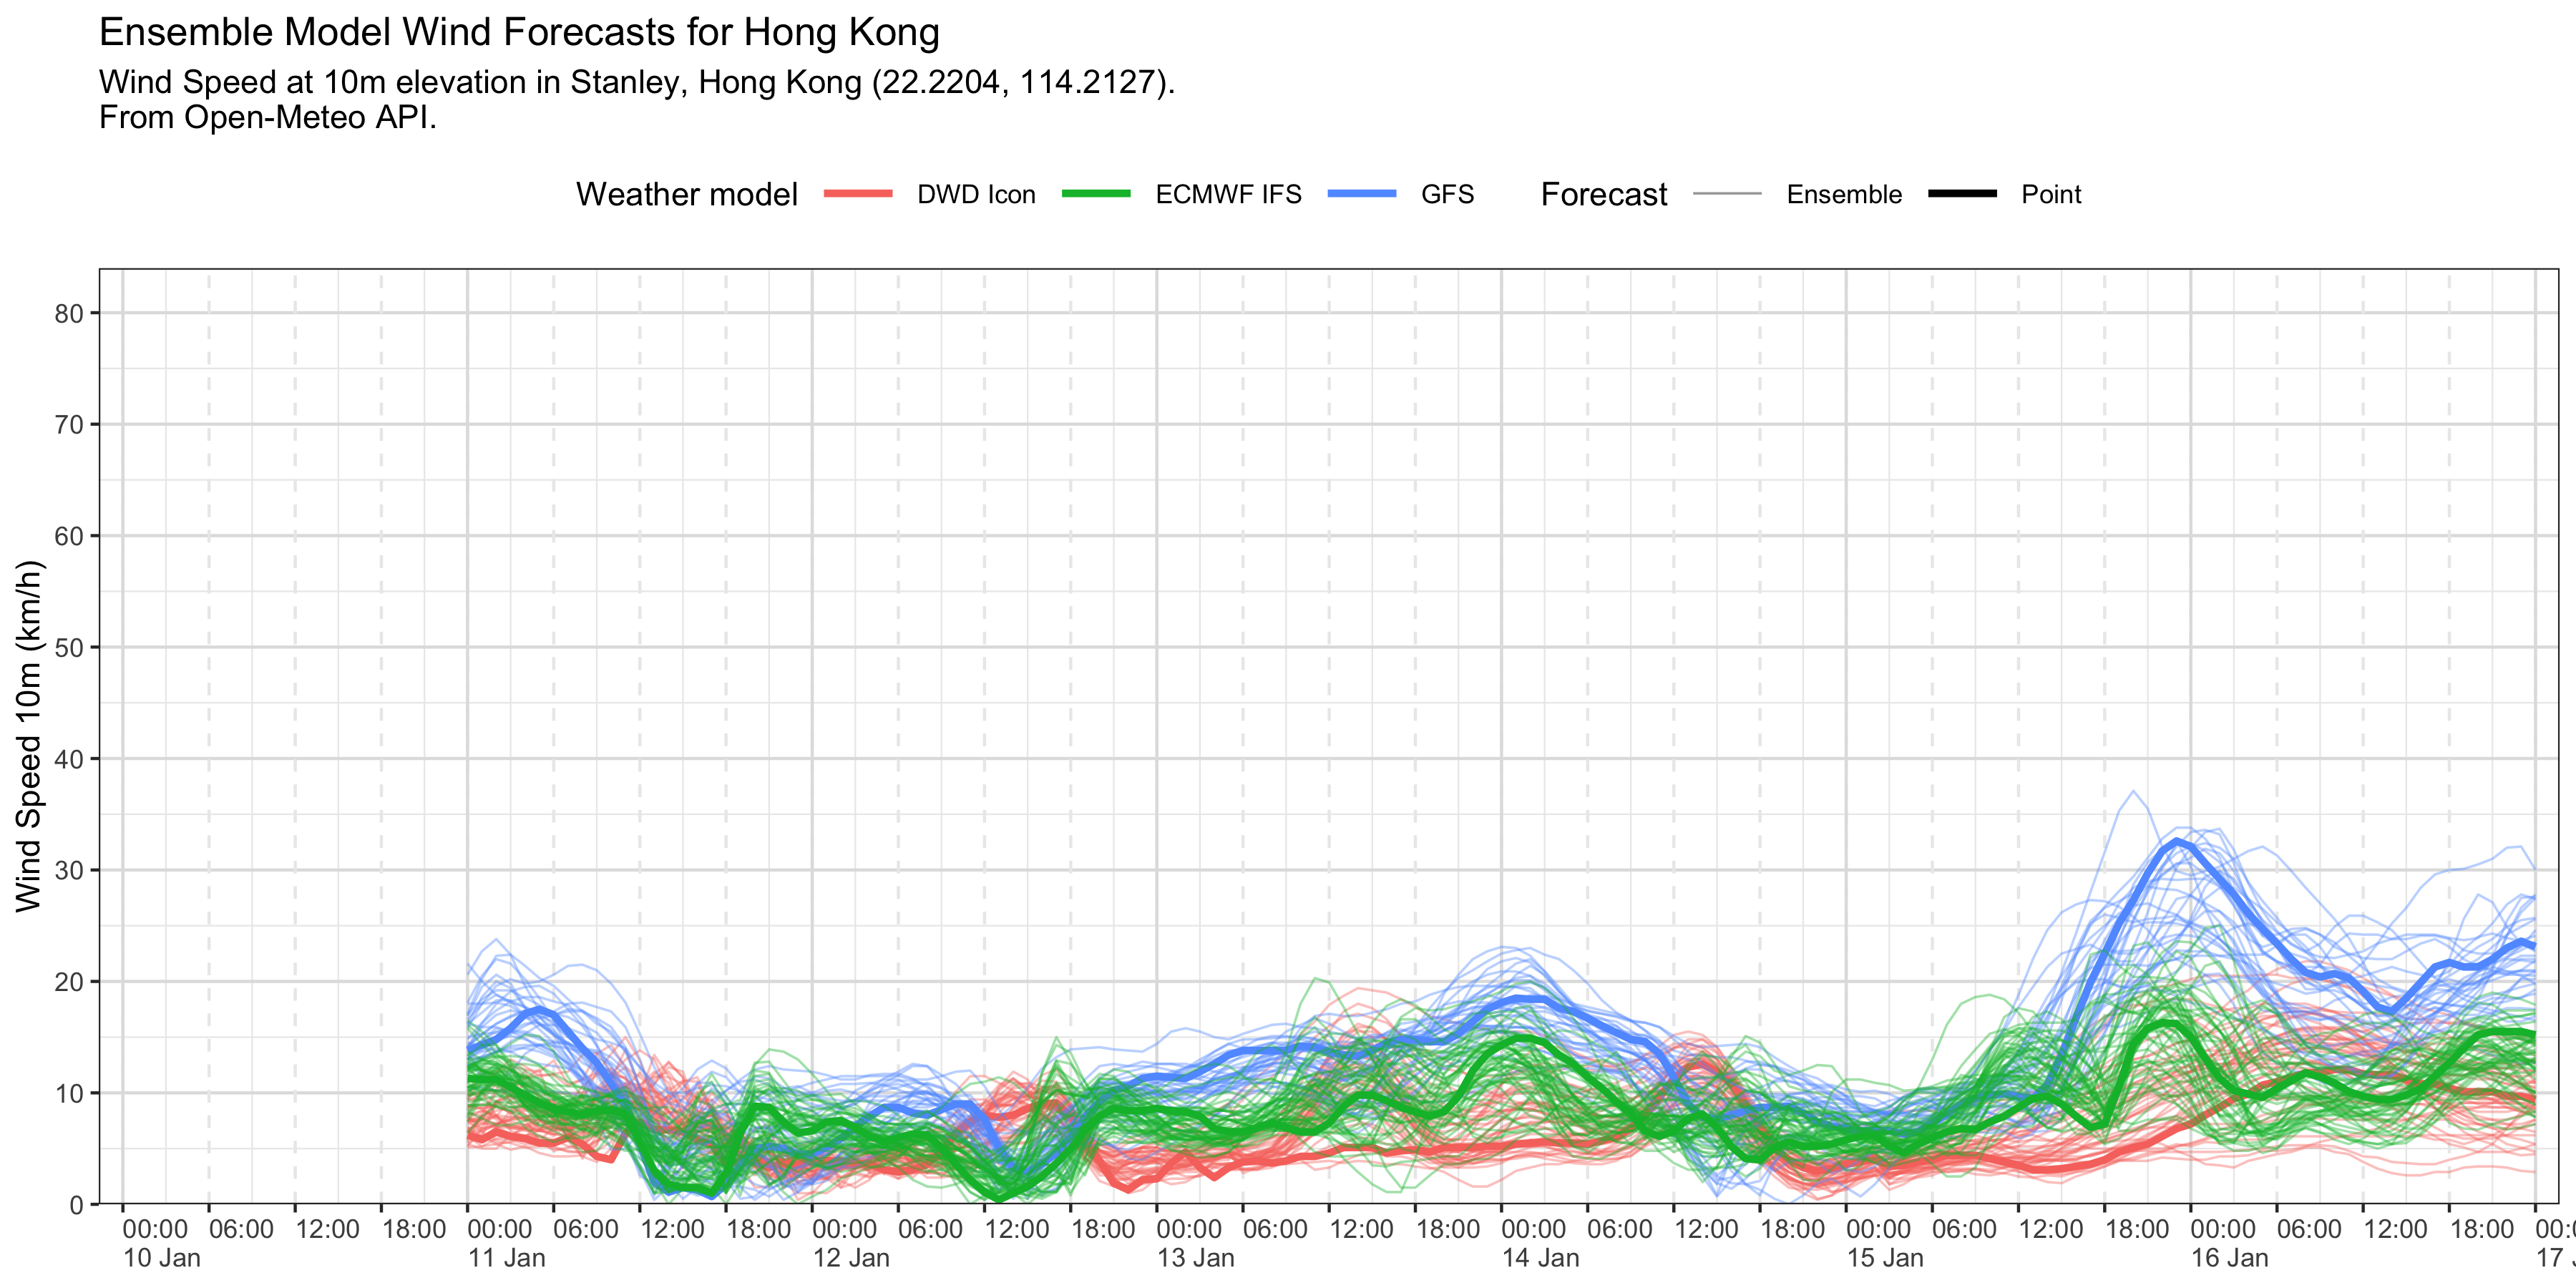 Ensemble Model Wind Forecasts for Hong Kong
Wind Speed at 10m elevation in Stanley, Hong Kong (22.2204, 114.2127).
From Open-Meteo API.
Weather model DWD Icon ECMWF IFS GFS Forecast Ensemble Point
Wind Speed 10m (km/h)
80
70
60
50
40
30
20
10
0
00:00 06:00 12:00 18:00 00:00 06:00 12:00 18:00 00:00 06:00 12:00 18:00 00:00 06:00 12:00 18:00 00:00 06:00 12:00 18:00 00:00 06:00 12:00 18:00 00:00 06:00 12:00 18:00 00:0
10 Jan 11 Jan 12 Jan 13 Jan 14 Jan 15 Jan 16 Jan 17